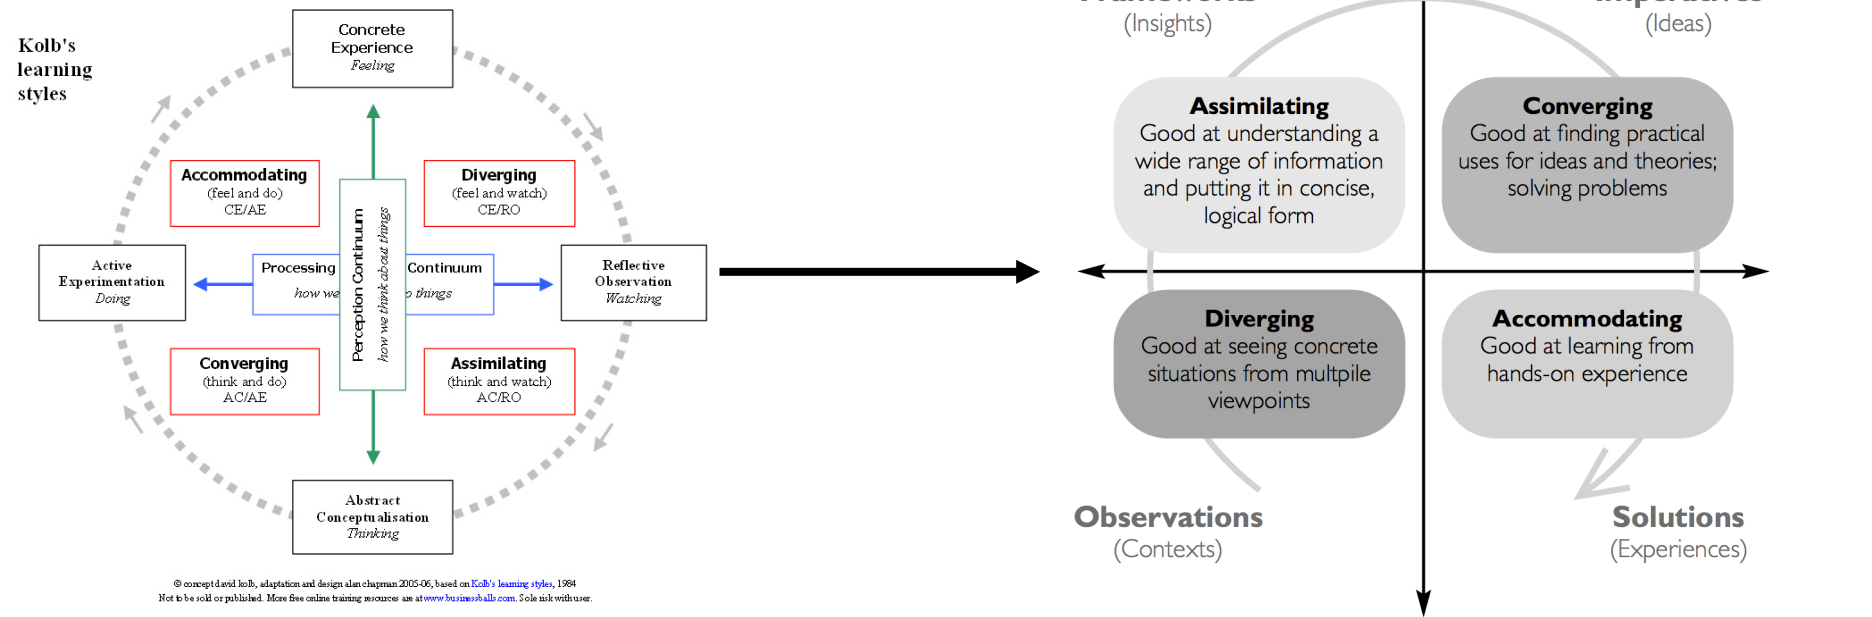 Kolb's
learning
styles
Concrete
Experience
Feeling
Accommodating
(feel and do)
CE/AE
Diverging
(feel and watch)
CE/RO
Active
Experimentation
Doing
Processing
how we
Perception Continuum
how we think about things
Continuum
o things
Reflective
Observation
Watching
Converging
(think and do)
AC/AE
Assimilating
(think and watch)
AC/RO
Abstract
Conceptualisation
Thinking
© concept david kolb, adaptation and design alan chapman 2005-06, based on Kolb's learning styles, 1984
Not to be sold or published. More free online training resources are at www.businessballs.com. Sole risk with user.
(Insights)
(Ideas)
Assimilating
Good at understanding a
wide range of information
and putting it in concise,
logical form
Converging
Good at finding practical
uses for ideas and theories;
solving problems
Diverging
Good at seeing concrete
situations from multpile
viewpoints
Accommodating
Good at learning from
hands-on experience
Observations
(Contexts)
Solutions
(Experiences)